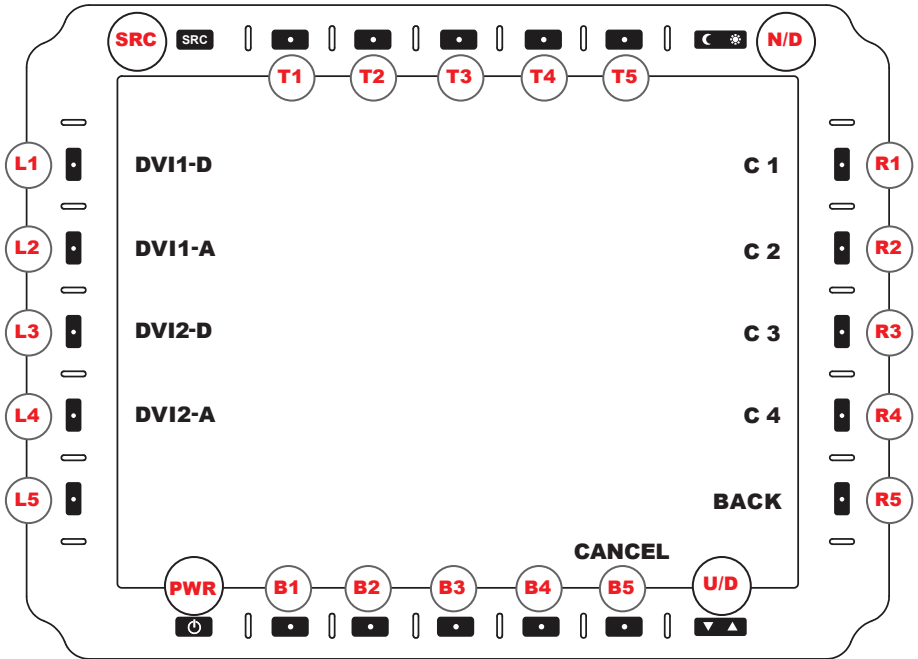 SRC SRC N/D
T1 T2 T3 T4 T5
L1 DVI1-D C 1 R1
L2 DVI1-A C 2 R2
L3 DVI2-D C 3 R3
L4 DVI2-A C 4 R4
L5 BACK R5
CANCEL
PWR B1 B2 B3 B4 B5 U/D